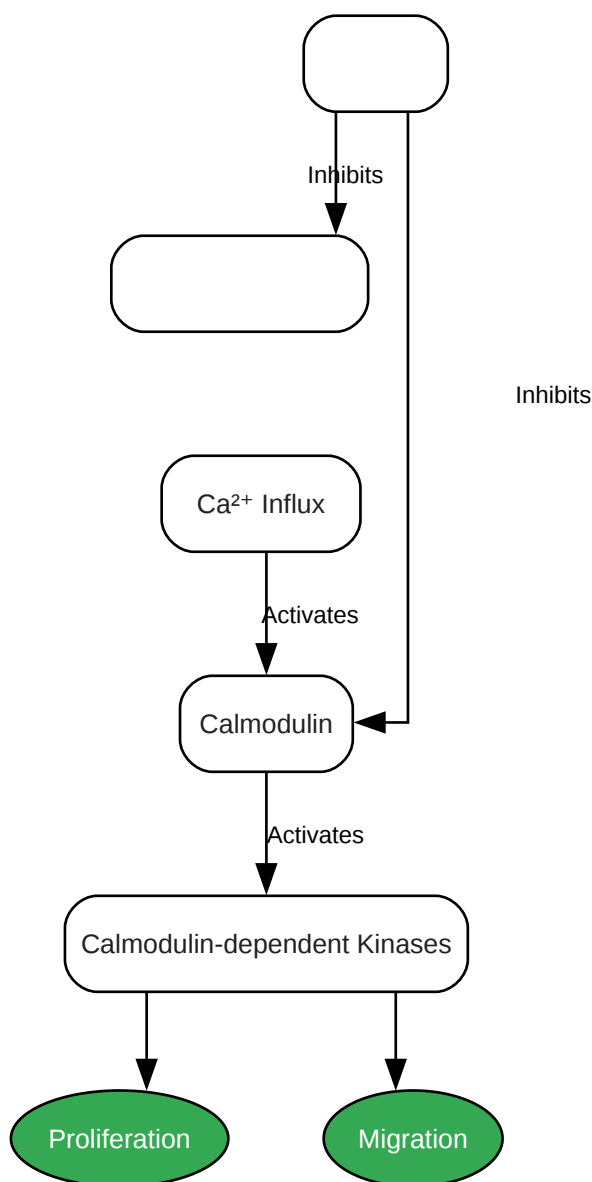 Inhibits
Inhibits
Ca²⁺ Influx
Activates
Calmodulin
Activates
Calmodulin-dependent Kinases
Proliferation
Migration